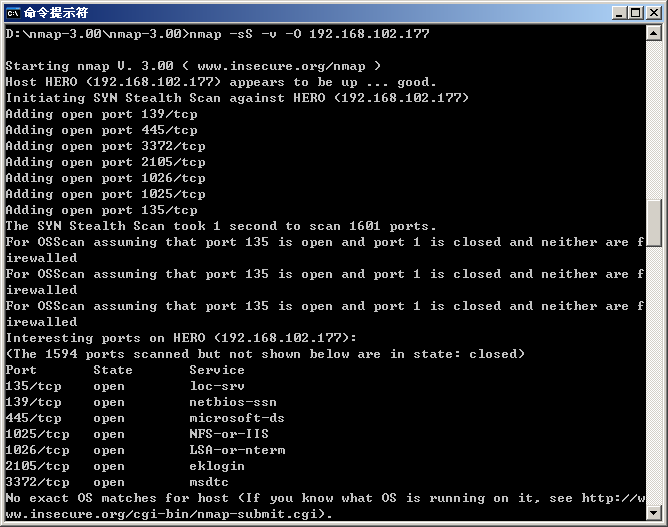 命令提示符
D:\nmap-3.00\nmap-3.00>nmap -sS -v -O 192.168.102.177
Starting nmap V. 3.00 ( www.insecure.org/nmap )
Host HERO (192.168.102.177) appears to be up ... good.
Initiating SYN Stealth Scan against HERO (192.168.102.177)
Adding open port 139/tcp
Adding open port 445/tcp
Adding open port 3372/tcp
Adding open port 2105/tcp
Adding open port 1026/tcp
Adding open port 1025/tcp
Adding open port 135/tcp
The SYN Stealth Scan took 1 second to scan 1601 ports.
For OSScan assuming that port 135 is open and port 1 is closed and neither are f
irewalled
For OSScan assuming that port 135 is open and port 1 is closed and neither are f
irewalled
For OSScan assuming that port 135 is open and port 1 is closed and neither are f
irewalled
Interesting ports on HERO (192.168.102.177):
(The 1594 ports scanned but not shown below are in state: closed)
Port State Service
135/tcp open loc-srv
139/tcp open netbios-ssn
445/tcp open microsoft-ds
1025/tcp open NFS-or-IIS
1026/tcp open LSA-or-nterm
2105/tcp open eklogin
3372/tcp open msdtc
No exact OS matches for host (If you know what OS is running on it, see http://w
ww.insecure.org/cgi-bin/nmap-submit.cgi).